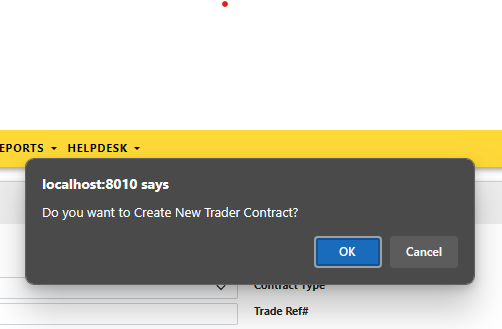 EPORTS HELPDESK
localhost:8010 says
Do you want to Create New Trader Contract?
OK Cancel
Contract Type
Trade Ref#